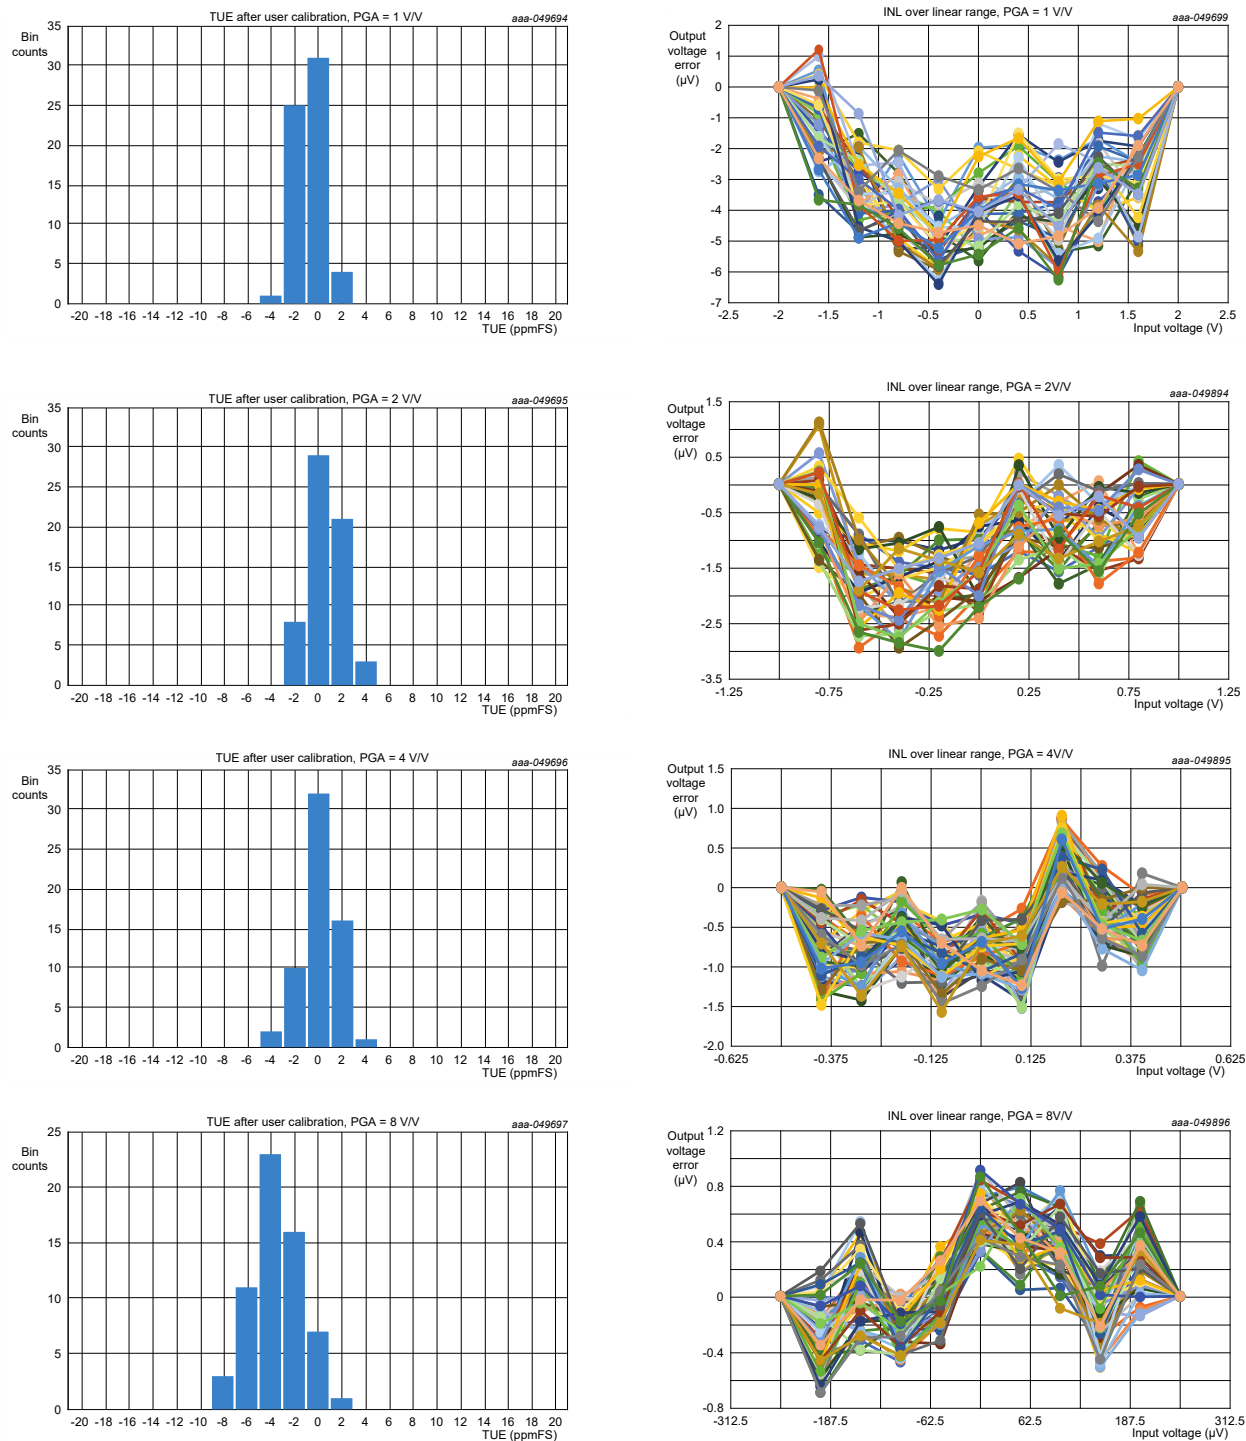 TUE after user calibration, PGA = 1 V/V
aaa-049694
Bin
counts
35
30
25
20
15
10
5
0
-20 -18 -16 -14 -12 -10 -8 -6 -4 -2 0 2 4 6 8 10 12 14 16 18 20
TUE (ppmFS)
INL over linear range, PGA = 1 V/V
aaa-049699
Output
voltage
error
(µV)
2
1
0
-1
-2
-3
-4
-5
-6
-7
-2.5 -2 -1.5 -1 -0.5 0 0.5 1 1.5 2 2.5
Input voltage (V)
TUE after user calibration, PGA = 2 V/V
aaa-049695
Bin
counts
35
30
25
20
15
10
5
0
-20 -18 -16 -14 -12 -10 -8 -6 -4 -2 0 2 4 6 8 10 12 14 16 18 20
TUE (ppmFS)
INL over linear range, PGA = 2V/V
aaa-049894
Output
voltage
error
(µV)
1.5
0.5
-0.5
-1.5
-2.5
-3.5
-1.25 -0.75 -0.25 0.25 0.75 1.25
Input voltage (V)
TUE after user calibration, PGA = 4 V/V
aaa-049696
Bin
counts
35
30
25
20
15
10
5
0
-20 -18 -16 -14 -12 -10 -8 -6 -4 -2 0 2 4 6 8 10 12 14 16 18 20
TUE (ppmFS)
INL over linear range, PGA = 4V/V
aaa-049895
Output
voltage
error
(µV)
1.5
1.0
0.5
0
-0.5
-1.0
-1.5
-2.0
-0.625 -0.375 -0.125 0.125 0.375 0.625
Input voltage (V)
TUE after user calibration, PGA = 8 V/V
aaa-049697
Bin
counts
25
20
15
10
5
0
-20 -18 -16 -14 -12 -10 -8 -6 -4 -2 0 2 4 6 8 10 12 14 16 18 20
TUE (ppmFS)
INL over linear range, PGA = 8V/V
aaa-049896
Output
voltage
error
(µV)
1.2
0.8
0.4
0
-0.4
-0.8
-312.5 -187.5 -62.5 62.5 187.5 312.5
Input voltage (µV)